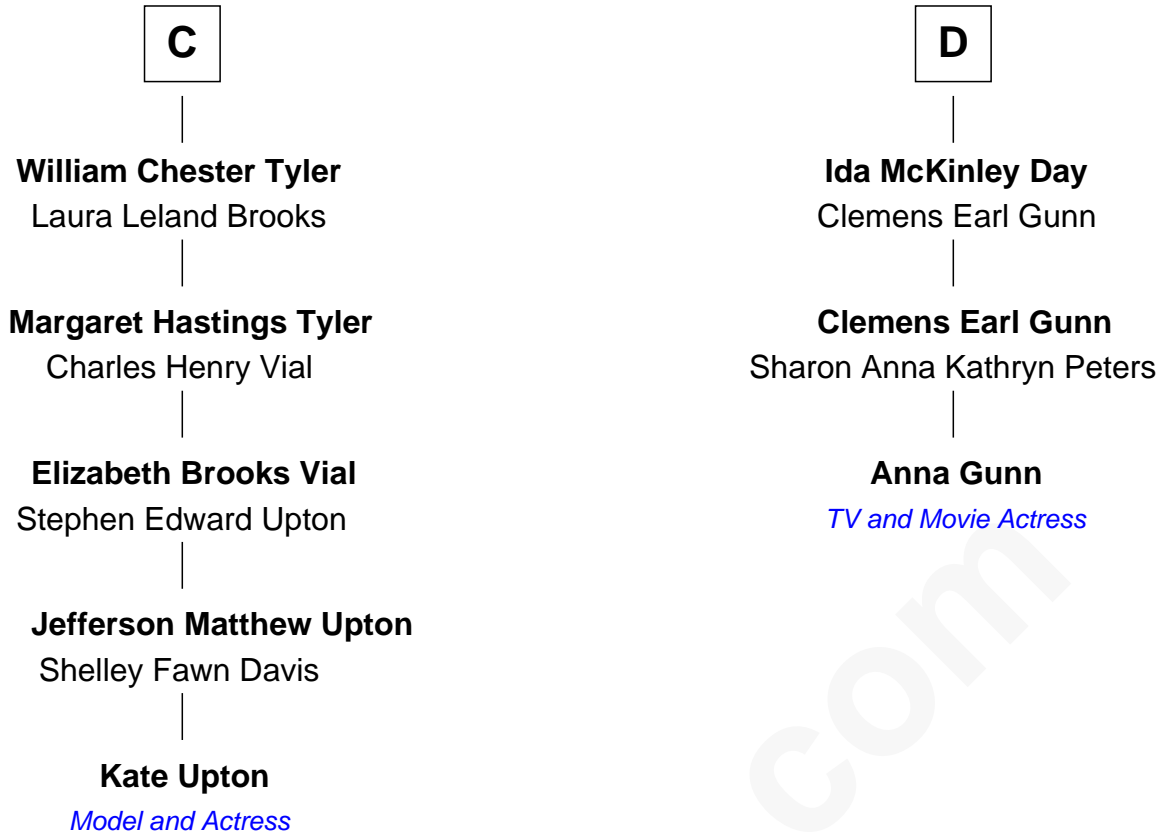 C
William Chester Tyler
Laura Leland Brooks
Margaret Hastings Tyler
Charles Henry Vial
Elizabeth Brooks Vial
Stephen Edward Upton
Jefferson Matthew Upton
Shelley Fawn Davis
Kate Upton
Model and Actress
D
Ida McKinley Day
Clemens Earl Gunn
Clemens Earl Gunn
Sharon Anna Kathryn Peters
Anna Gunn
TV and Movie Actress
com